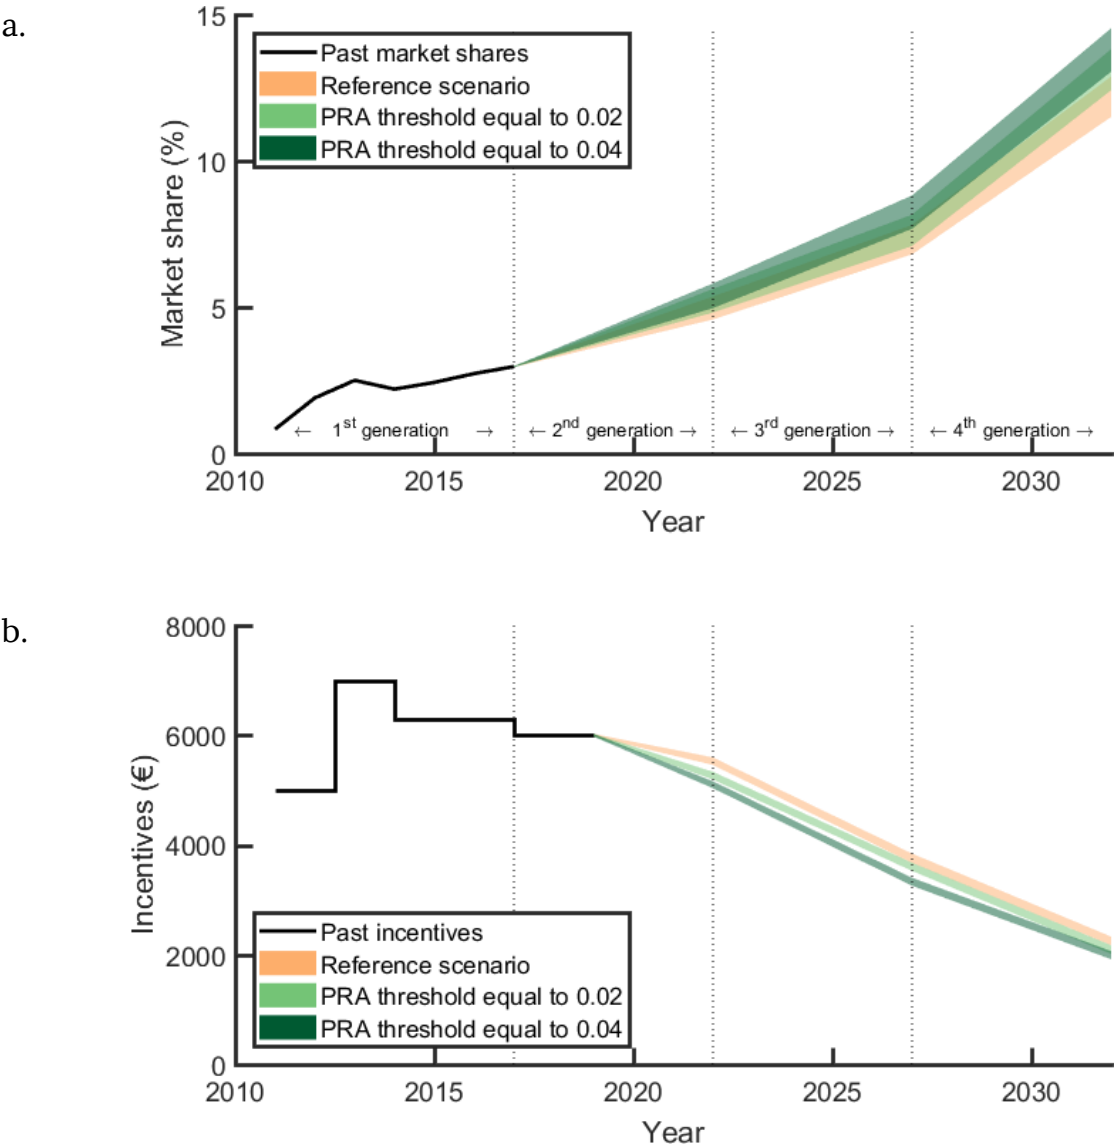 a.
15
10
5
0
Market share (%)
Past market shares
Reference scenario
PRA threshold equal to 0.02
PRA threshold equal to 0.04
← 1st generation → ← 2nd generation → ← 3rd generation → ← 4th generation →
2010 2015 2020 2025 2030
Year
b.
8000
6000
4000
2000
0
Incentives (€)
Past incentives
Reference scenario
PRA threshold equal to 0.02
PRA threshold equal to 0.04
2010 2015 2020 2025 2030
Year